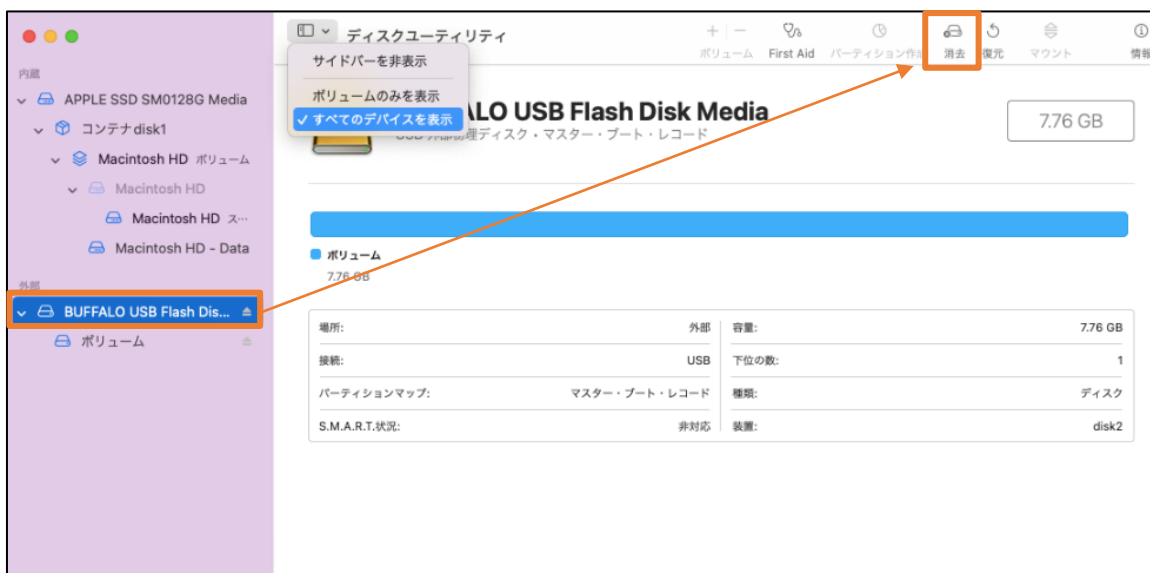 ディスクユーティリティ
ボリューム
First Aid
パーティション作成
消去
復元
マウント
情報
サイドバーを非表示
ボリュームのみを表示
✓ すべてのデバイスを表示
内蔵
APPLE SSD SM0128G Media
コンテナdisk1
Macintosh HD ボリューム
Macintosh HD
Macintosh HD ス…
Macintosh HD - Data
外部
BUFFALO USB Flash Dis...
ボリューム
LO USB Flash Disk Media
USB 外部物理ディスク・マスター・ブート・レコード
7.76 GB
ボリューム
7.76 GB
場所: 外部
容量: 7.76 GB
接続: USB
下位の数: 1
パーティションマップ: マスター・ブート・レコード
種類: ディスク
S.M.A.R.T.状況: 非対応
装置: disk2